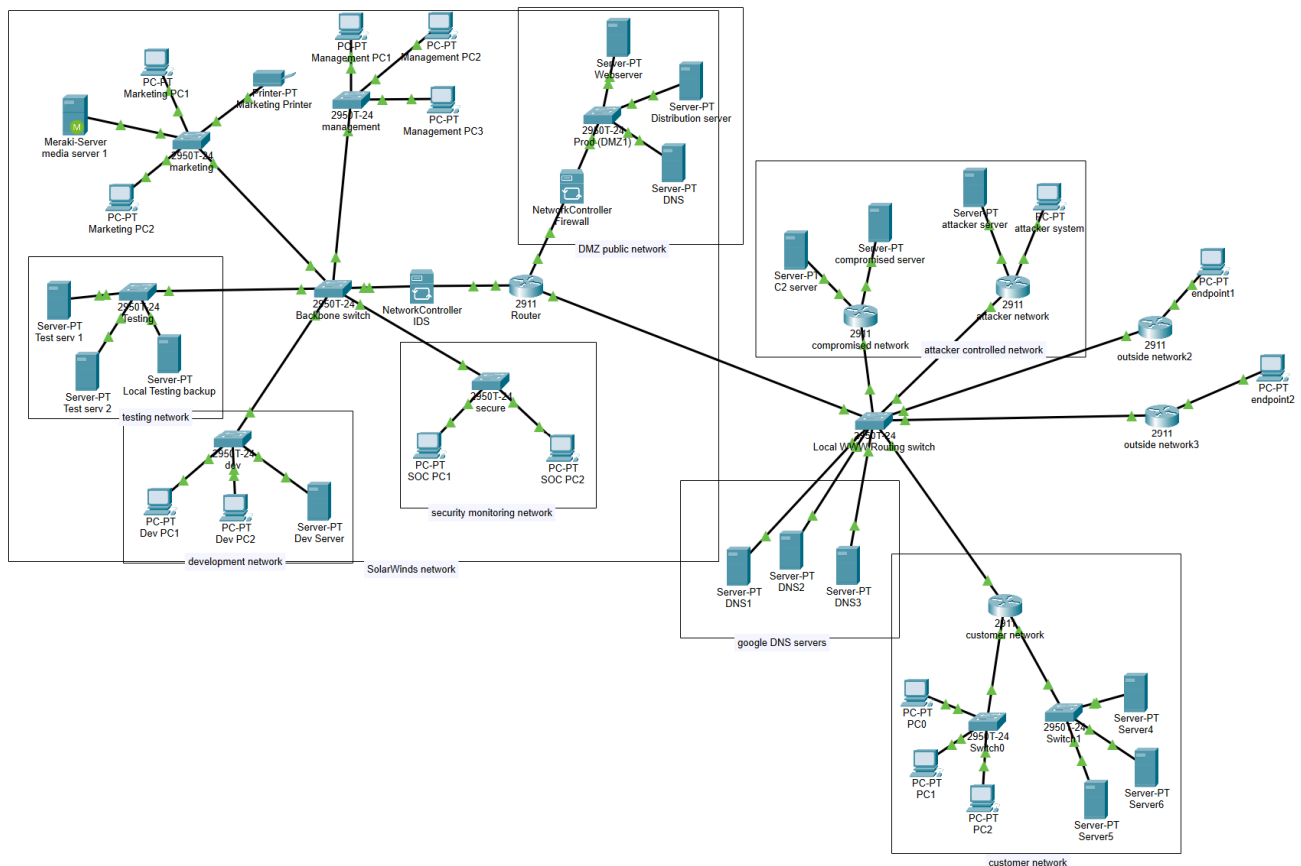 PC-PT
Marketing PC1
Printer-PT
Marketing Printer
Meraki-Server
media server 1
2950T-24
marketing
PC-PT
Marketing PC2
PC-PT
Management PC1
PC-PT
Management PC2
2950T-24
management
PC-PT
Management PC3
Server-PT
Webserver
Server-PT
Distribution server
2950T-24
Prod-(DMZ1)
Server-PT
DNS
NetworkController
Firewall
DMZ public network
Server-PT
Test serv 1
2950T-24
Testing
Server-PT
Test serv 2
Server-PT
Local Testing backup
testing network
2950T-24
Backbone switch
NetworkController
IDS
2911
Router
2950T-24
secure
PC-PT
SOC PC1
PC-PT
SOC PC2
security monitoring network
2950T-24
dev
PC-PT
Dev PC1
PC-PT
Dev PC2
Server-PT
Dev Server
development network
SolarWinds network
Server-PT
C2 server
Server-PT
compromised server
2911
compromised network
Server-PT
attacker server
PC-PT
attacker system
2911
attacker network
attacker controlled network
PC-PT
endpoint1
2911
outside network2
PC-PT
endpoint2
2911
outside network3
2950T-24
Local WWW Routing switch
Server-PT
DNS1
Server-PT
DNS2
Server-PT
DNS3
google DNS servers
2911
customer network
PC-PT
PC0
2950T-24
Switch0
PC-PT
PC1
PC-PT
PC2
2950T-24
Switch1
Server-PT
Server4
Server-PT
Server6
Server-PT
Server5
customer network